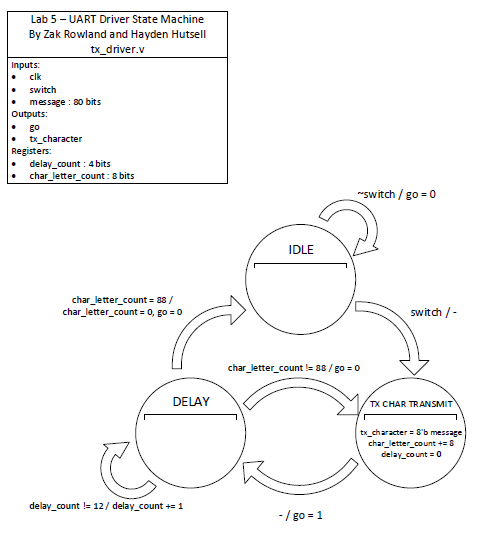 Lab 5 – UART Driver State Machine
By Zak Rowland and Hayden Hutsell
tx_driver.v
Inputs:
• clk
• switch
• message : 80 bits
Outputs:
• go
• tx_character
Registers:
• delay_count : 4 bits
• char_letter_count : 8 bits
~switch / go = 0
IDLE
char_letter_count = 88 /
char_letter_count = 0, go = 0
switch / -
char_letter_count != 88 / go = 0
DELAY
TX CHAR TRANSMIT
tx_character = 8'b message
char_letter_count += 8
delay_count = 0
delay_count != 12 / delay_count += 1
- / go = 1